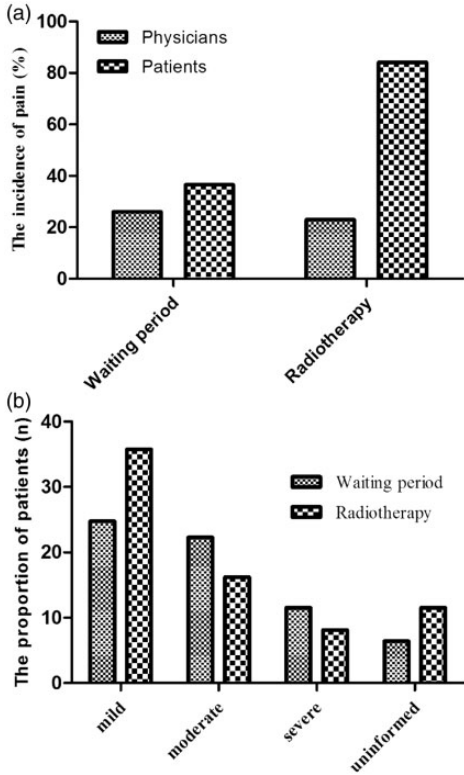 (a)
The incidence of pain (%)
100
80
60
40
20
0
Physicians
Patients
Waiting period
Radiotherapy
(b)
The proportion of patients (n)
40
30
20
10
0
Waiting period
Radiotherapy
mild
moderate
severe
uninformed